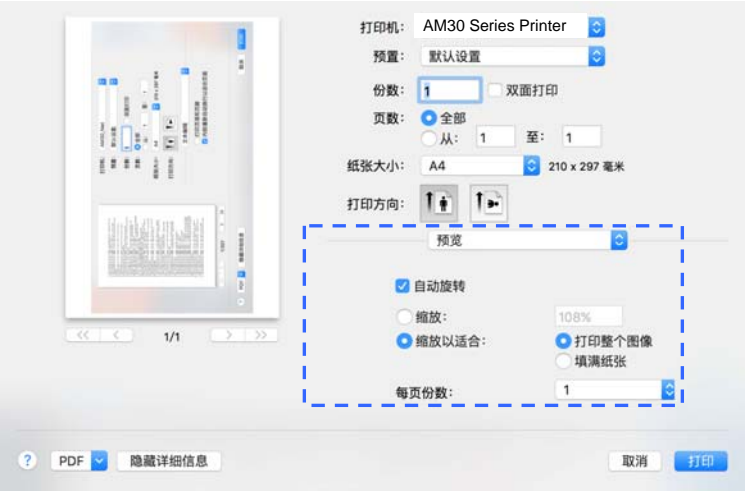 打印机： AM30 Series Printer
预置： 默认设置
份数： 1 双面打印
页数： 全部
从： 1 至： 1
纸张大小： A4 210 x 297 毫米
打印方向：
预览
自动旋转
缩放： 108%
缩放以适合： 打印整个图像
填满纸张
每页份数： 1
<< < 1/1 > >>
? PDF 隐藏详细信息 取消 打印